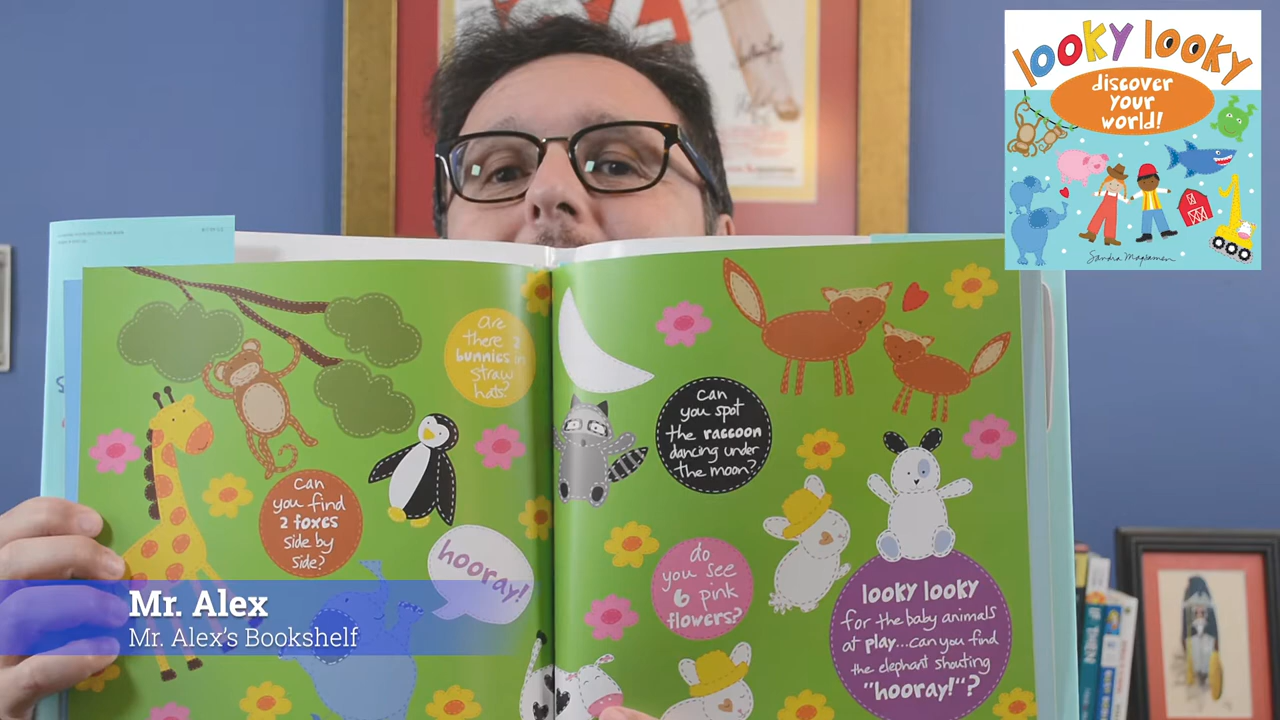 looky looky
discover
your
world!
Sandra Magsamen
are
there 2
bunnies in
straw
hats?
can
you spot
the raccoon
dancing under
the moon?
can
you find
2 foxes
side by
side?
hooray!
do
you see
6 pink
flowers?
looky looky
for the baby animals
at play...can you find
the elephant shouting
"hooray!"?
Mr. Alex
Mr. Alex's Bookshelf